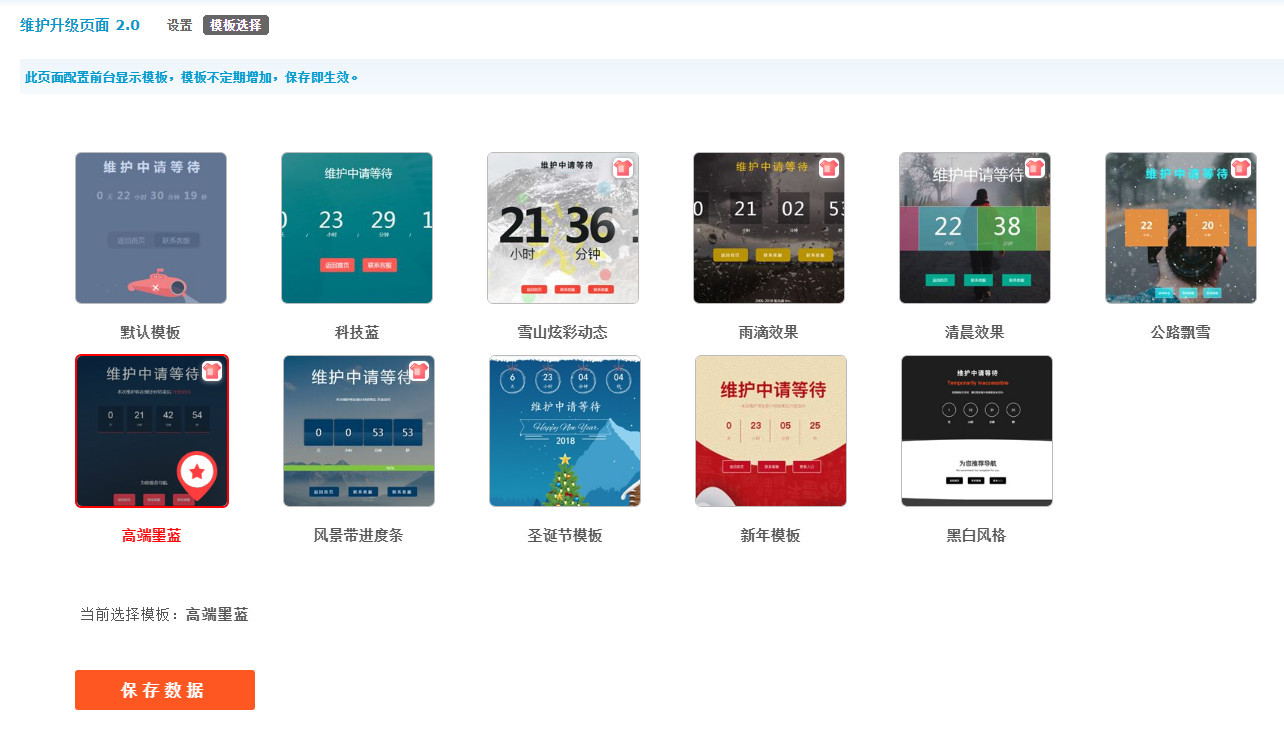 维护升级页面 2.0 设置 模板选择
此页面配置前台显示模板，模板不定期增加，保存即生效。
维护中请等待
0 天 22 小时 30 分钟 19 秒
返回首页 联系客服
维护中请等待
0 23 29 1
小时 分钟
返回首页 联系客服
维护中请等待
21 36
小时 分钟
维护中请等待
0 21 02 53
维护中请等待
22 38
维护中请等待
22 20
默认模板 科技蓝 雪山炫彩动态 雨滴效果 清晨效果 公路飘雪
维护中请等待
0 21 42 54
为你推荐导航
维护中请等待
0 0 53 53
6 23 04 04
维护中请等待
Happy New Year
2018
维护中请等待
0 23 05 25
维护中请等待
Temporarily inaccessible
为您推荐导航
高端墨蓝 风景带进度条 圣诞节模板 新年模板 黑白风格
当前选择模板：高端墨蓝
保存数据